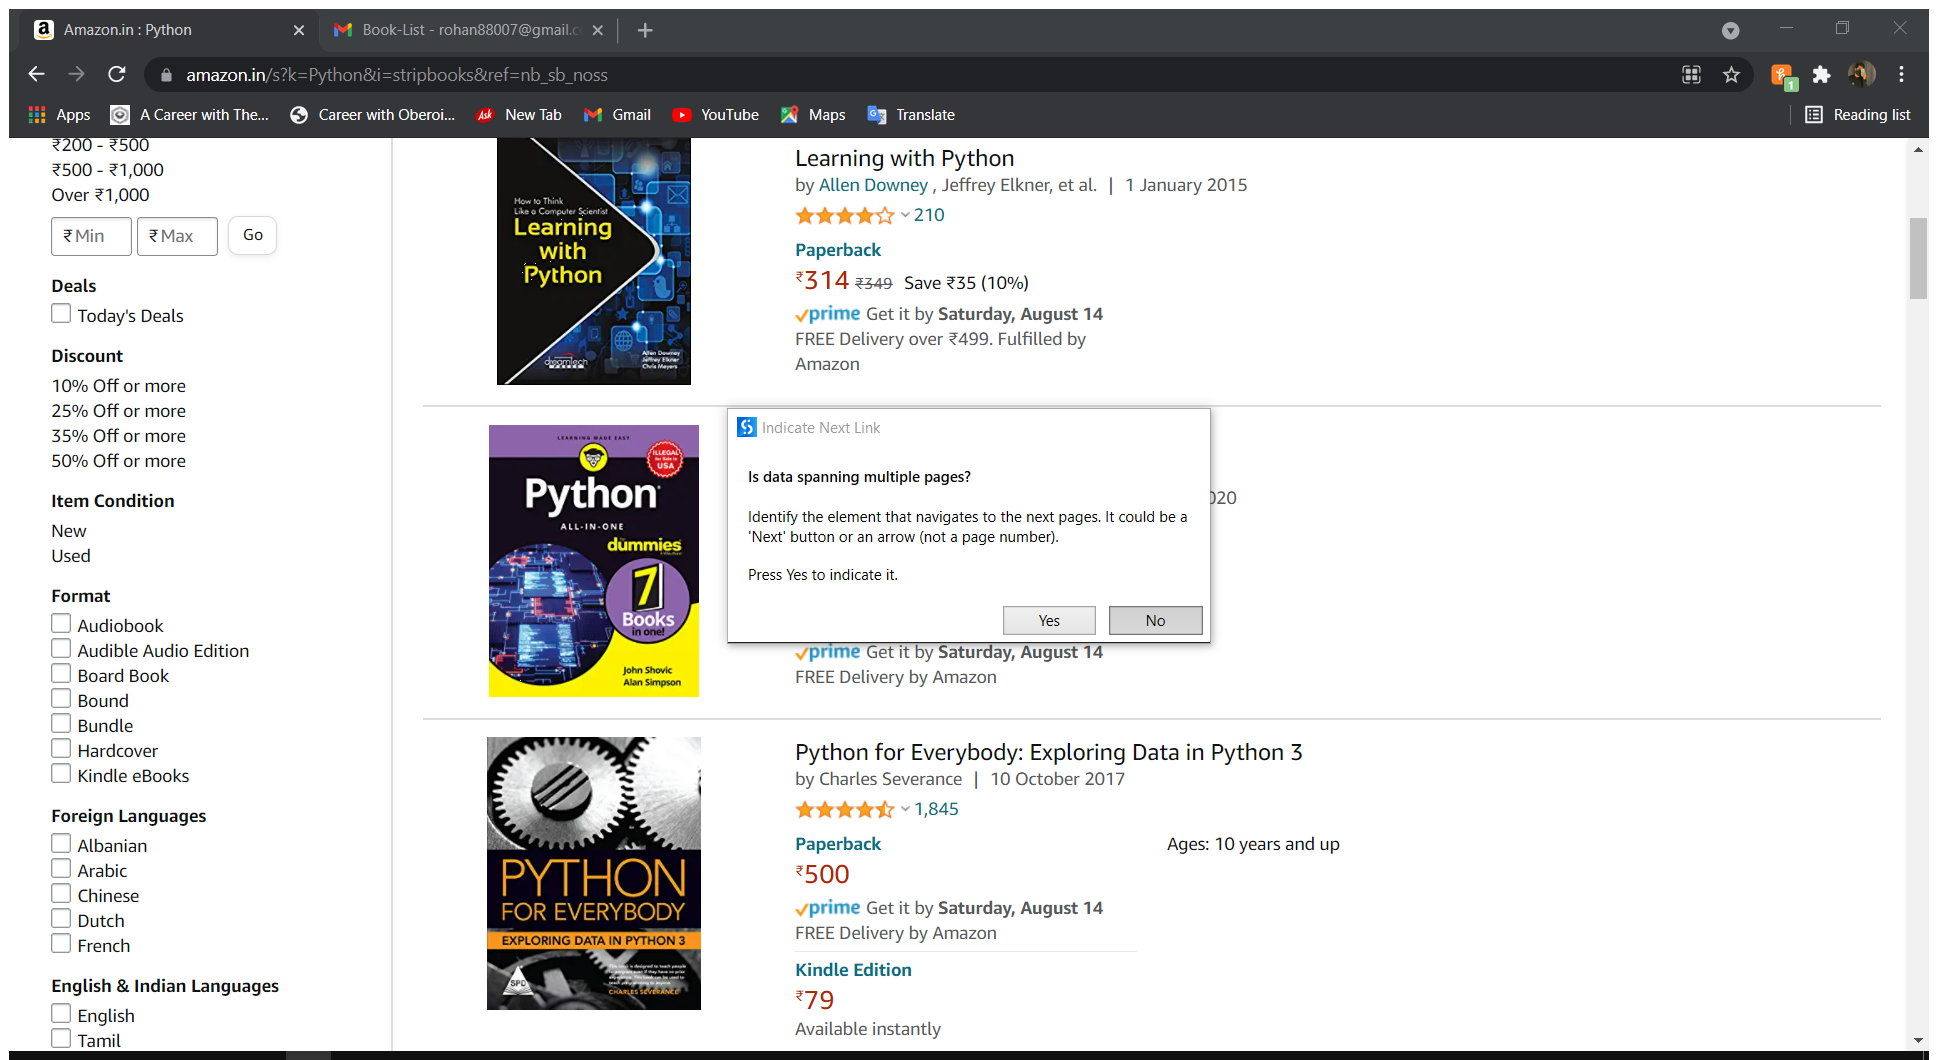 Amazon.in : Python
Book-List - rohan88007@gmail.c
amazon.in/s?k=Python&i=stripbooks&ref=nb_sb_noss
1
Apps
A Career with The...
Career with Oberoi...
Ask
New Tab
Gmail
YouTube
Maps
Translate
Reading list
₹200 - ₹500
₹500 - ₹1,000
Over ₹1,000
₹ Min
₹ Max
Go
Deals
Today's Deals
Discount
10% Off or more
25% Off or more
35% Off or more
50% Off or more
Item Condition
New
Used
Format
Audiobook
Audible Audio Edition
Board Book
Bound
Bundle
Hardcover
Kindle eBooks
Foreign Languages
Albanian
Arabic
Chinese
Dutch
French
English & Indian Languages
English
Tamil
How to Think
Like a Computer Scientist
Learning
with
Python
Allen Downey
Jeffrey Elkner
Chris Meyers
dreamtech
PRESS
Learning with Python
by Allen Downey , Jeffrey Elkner, et al. | 1 January 2015
210
Paperback
₹314 ₹349 Save ₹35 (10%)
prime Get it by Saturday, August 14
FREE Delivery over ₹499. Fulfilled by
Amazon
LEARNING MADE EASY
ILLEGAL
for Sale in
USA
Python
ALL-IN-ONE
for
dummies
7
Books
in one!
John Shovic
Alan Simpson
020
Indicate Next Link
Is data spanning multiple pages?
Identify the element that navigates to the next pages. It could be a
'Next' button or an arrow (not a page number).
Press Yes to indicate it.
Yes
No
prime Get it by Saturday, August 14
FREE Delivery by Amazon
PYTHON
FOR EVERYBODY
EXPLORING DATA IN PYTHON 3
SPD
CHARLES SEVERANCE
Python for Everybody: Exploring Data in Python 3
by Charles Severance | 10 October 2017
1,845
Paperback
Ages: 10 years and up
₹500
prime Get it by Saturday, August 14
FREE Delivery by Amazon
Kindle Edition
₹79
Available instantly